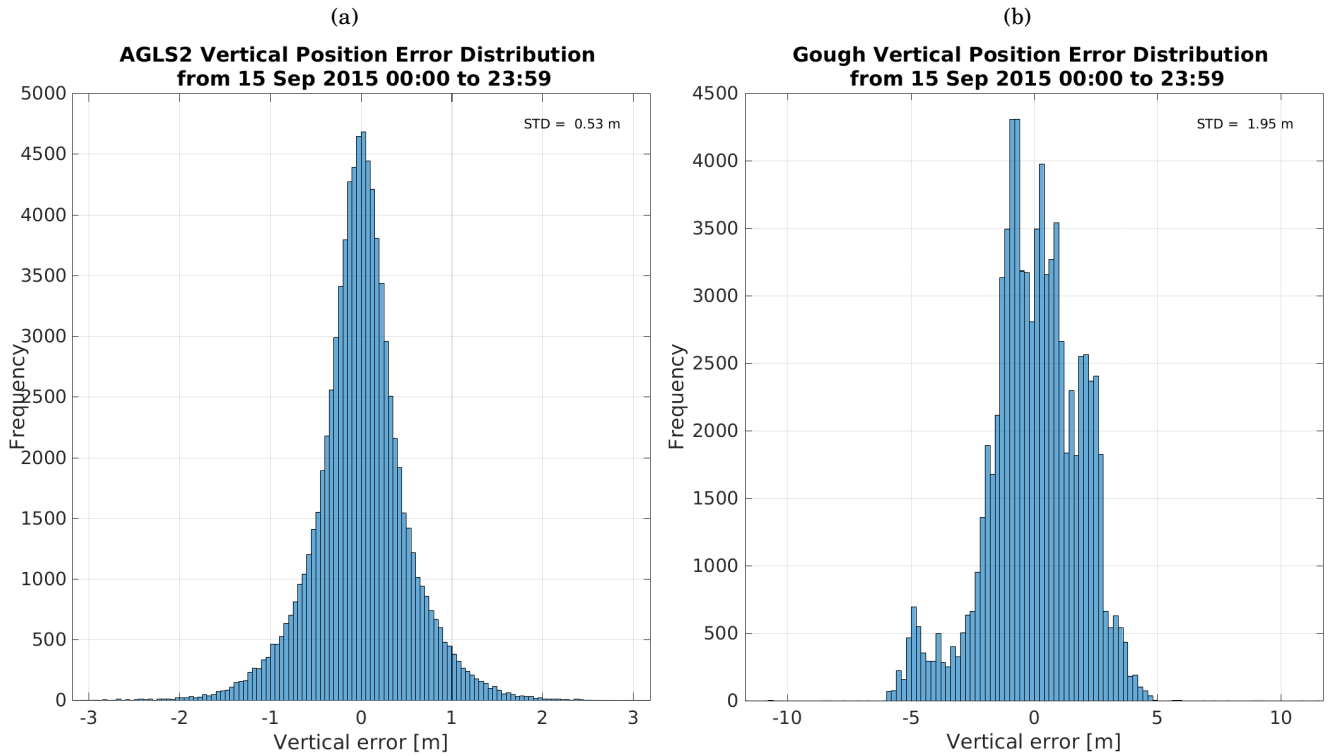 (a)
AGLS2 Vertical Position Error Distribution
from 15 Sep 2015 00:00 to 23:59
STD = 0.53 m
5000
4500
4000
3500
3000
2500
2000
1500
1000
500
0
Frequency
-3 -2 -1 0 1 2 3
Vertical error [m]
(b)
Gough Vertical Position Error Distribution
from 15 Sep 2015 00:00 to 23:59
STD = 1.95 m
4500
4000
3500
3000
2500
2000
1500
1000
500
0
Frequency
-10 -5 0 5 10
Vertical error [m]